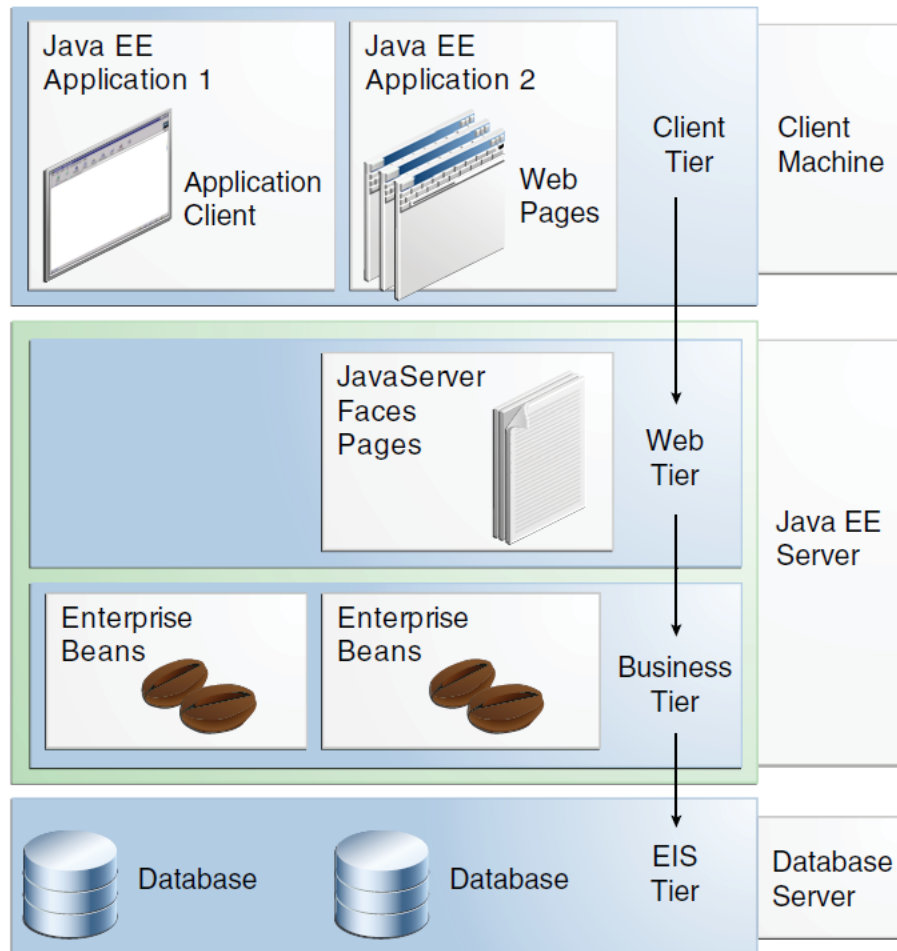 Java EE
Application 1
Application
Client
Java EE
Application 2
Web
Pages
Client
Tier
Client
Machine
JavaServer
Faces
Pages
Web
Tier
Java EE
Server
Enterprise
Beans
Enterprise
Beans
Business
Tier
Database
Database
EIS
Tier
Database
Server